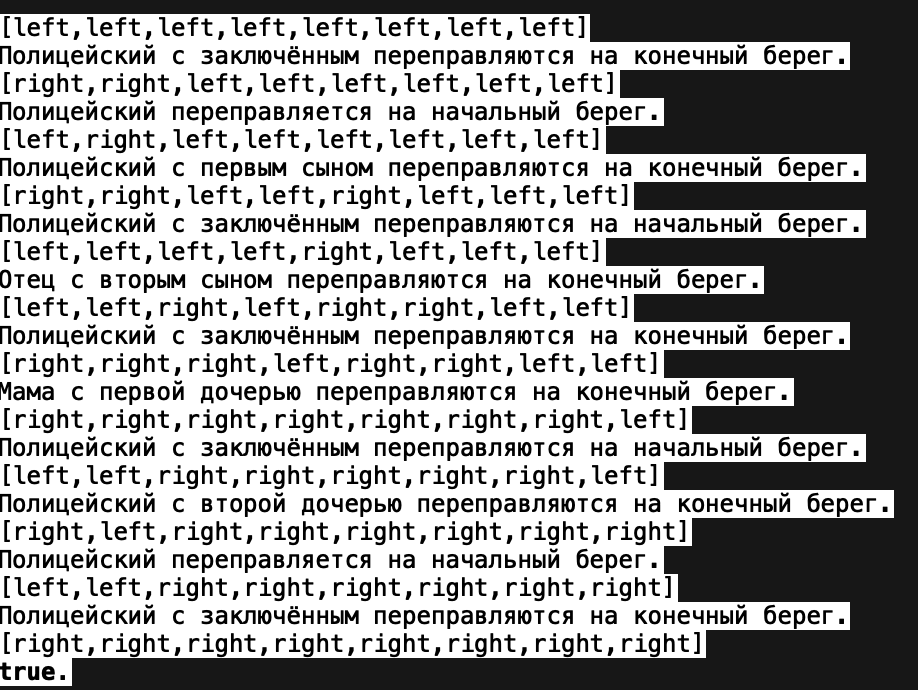 [left,left,left,left,left,left,left,left]
Полицейский с заключённым переправляются на конечный берег.
[right,right,left,left,left,left,left,left]
Полицейский переправляется на начальный берег.
[left,right,left,left,left,left,left,left]
Полицейский с первым сыном переправляются на конечный берег.
[right,right,left,left,right,left,left,left]
Полицейский с заключённым переправляются на начальный берег.
[left,left,left,left,right,left,left,left]
Отец с вторым сыном переправляются на конечный берег.
[left,left,right,left,right,right,left,left]
Полицейский с заключённым переправляются на конечный берег.
[right,right,right,left,right,right,left,left]
Мама с первой дочерью переправляются на конечный берег.
[right,right,right,right,right,right,right,left]
Полицейский с заключённым переправляются на начальный берег.
[left,left,right,right,right,right,right,left]
Полицейский с второй дочерью переправляются на конечный берег.
[right,left,right,right,right,right,right,right]
Полицейский переправляется на начальный берег.
[left,left,right,right,right,right,right,right]
Полицейский с заключённым переправляются на конечный берег.
[right,right,right,right,right,right,right,right]
true.